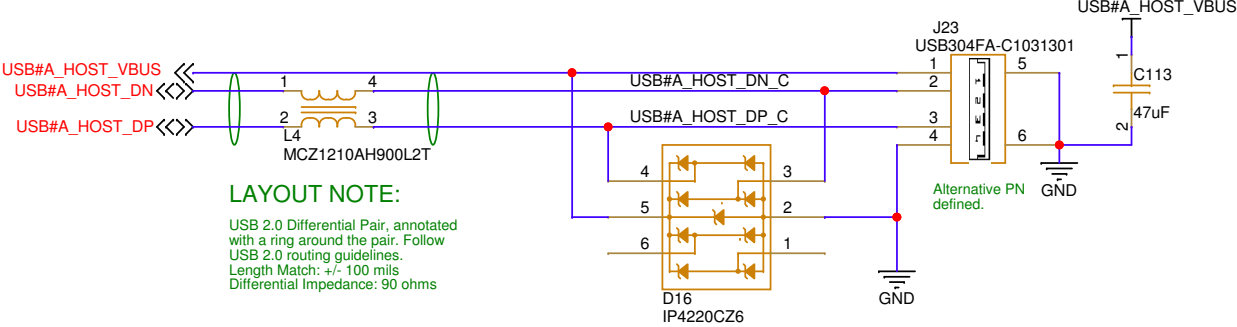 USB#A_HOST_VBUS
J23
USB304FA-C1031301
USB#A_HOST_VBUS
USB#A_HOST_DN
USB#A_HOST_DP
1
4
2
3
L4
MCZ1210AH900L2T
USB#A_HOST_DN_C
USB#A_HOST_DP_C
1
2
3
4
5
6
1
C113
47uF
2
GND
Alternative PN
defined.
LAYOUT NOTE:
USB 2.0 Differential Pair, annotated
with a ring around the pair. Follow
USB 2.0 routing guidelines.
Length Match: +/- 100 mils
Differential Impedance: 90 ohms
4
3
5
2
6
1
D16
IP4220CZ6
GND